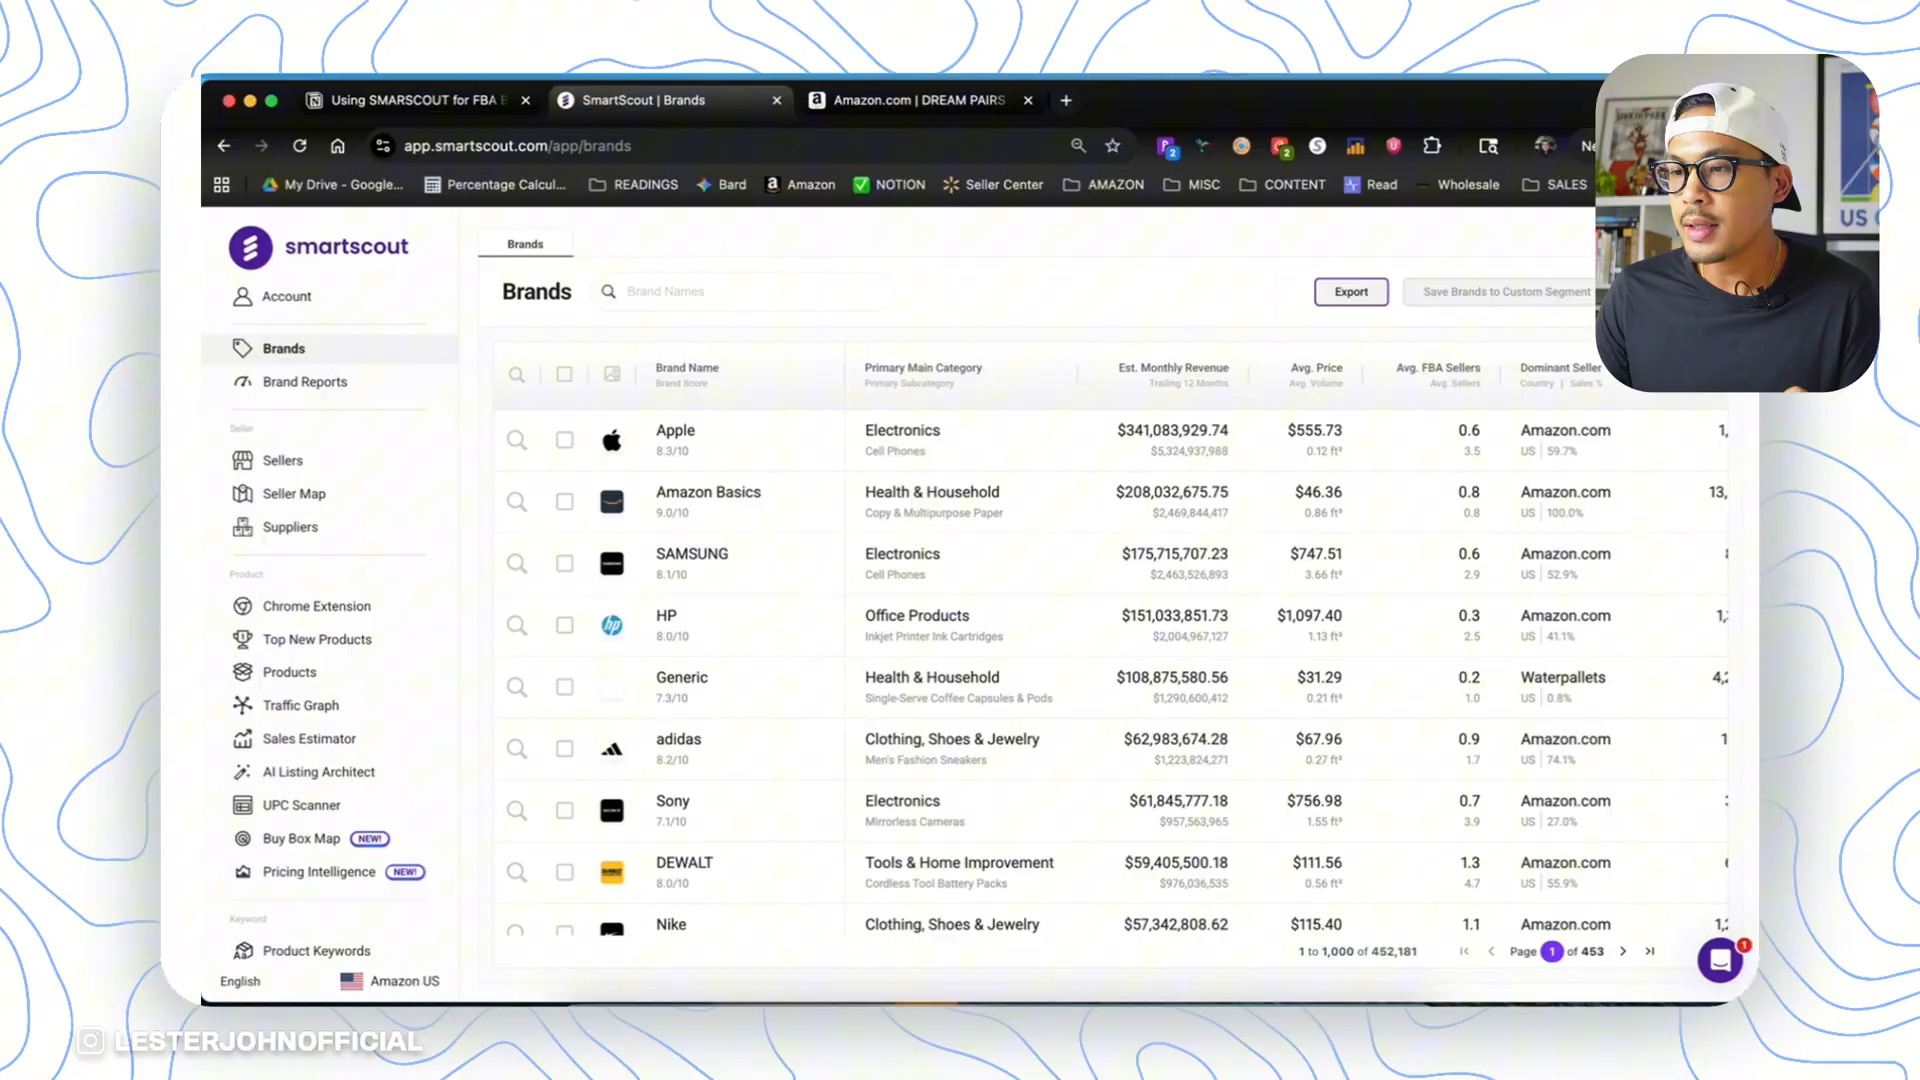 Using SMARSCOUT for FBA B
SmartScout | Brands
Amazon.com | DREAM PAIRS
app.smartscout.com/app/brands
My Drive - Google...
Percentage Calcul...
READINGS
Bard
Amazon
NOTION
Seller Center
AMAZON
MISC
CONTENT
Read
Wholesale
SALES
smartscout
Account
Brands
Brand Reports
Seller
Sellers
Seller Map
Suppliers
Product
Chrome Extension
Top New Products
Products
Traffic Graph
Sales Estimator
AI Listing Architect
UPC Scanner
Buy Box Map NEW!
Pricing Intelligence NEW!
Keyword
Product Keywords
English
Amazon US
Brands
Brands
Brand Names
Export
Save Brands to Custom Segment
Brand Name
Brand Score
Primary Main Category
Primary Subcategory
Est. Monthly Revenue
Trailing 12 Months
Avg. Price
Avg. Volume
Avg. FBA Sellers
Avg. Sellers
Dominant Seller
Country | Sales %
Apple Electronics $341,083,929.74 $555.73 0.6 Amazon.com 1,
8.3/10 Cell Phones $5,324,937,988 0.12 ft³ 3.5 US | 59.7%
Amazon Basics Health & Household $208,032,675.75 $46.36 0.8 Amazon.com 13,
9.0/10 Copy & Multipurpose Paper $2,469,844,417 0.86 ft³ 0.8 US | 100.0%
SAMSUNG Electronics $175,715,707.23 $747.51 0.6 Amazon.com
8.1/10 Cell Phones $2,463,526,893 3.66 ft³ 2.9 US | 52.9%
HP Office Products $151,033,851.73 $1,097.40 0.3 Amazon.com
8.0/10 Inkjet Printer Ink Cartridges $2,004,967,127 1.13 ft³ 2.5 US | 41.1%
Generic Health & Household $108,875,580.56 $31.29 0.2 Waterpallets 4,2
7.3/10 Single-Serve Coffee Capsules & Pods $1,290,600,412 0.21 ft³ 1.0 US | 0.8%
adidas Clothing, Shoes & Jewelry $62,983,674.28 $67.96 0.9 Amazon.com 1
8.2/10 Men's Fashion Sneakers $1,223,824,271 0.27 ft³ 1.7 US | 74.1%
Sony Electronics $61,845,777.18 $756.98 0.7 Amazon.com
7.1/10 Mirrorless Cameras $957,563,965 1.55 ft³ 3.9 US | 27.0%
DEWALT Tools & Home Improvement $59,405,500.18 $111.56 1.3 Amazon.com
8.0/10 Cordless Tool Battery Packs $976,036,535 0.56 ft³ 4.7 US | 55.9%
Nike Clothing, Shoes & Jewelry $57,342,808.62 $115.40 1.1 Amazon.com
1 to 1,000 of 452,181
Page 1 of 453
1
LINKIN PARK
US
LESTERJOHNOFFICIAL